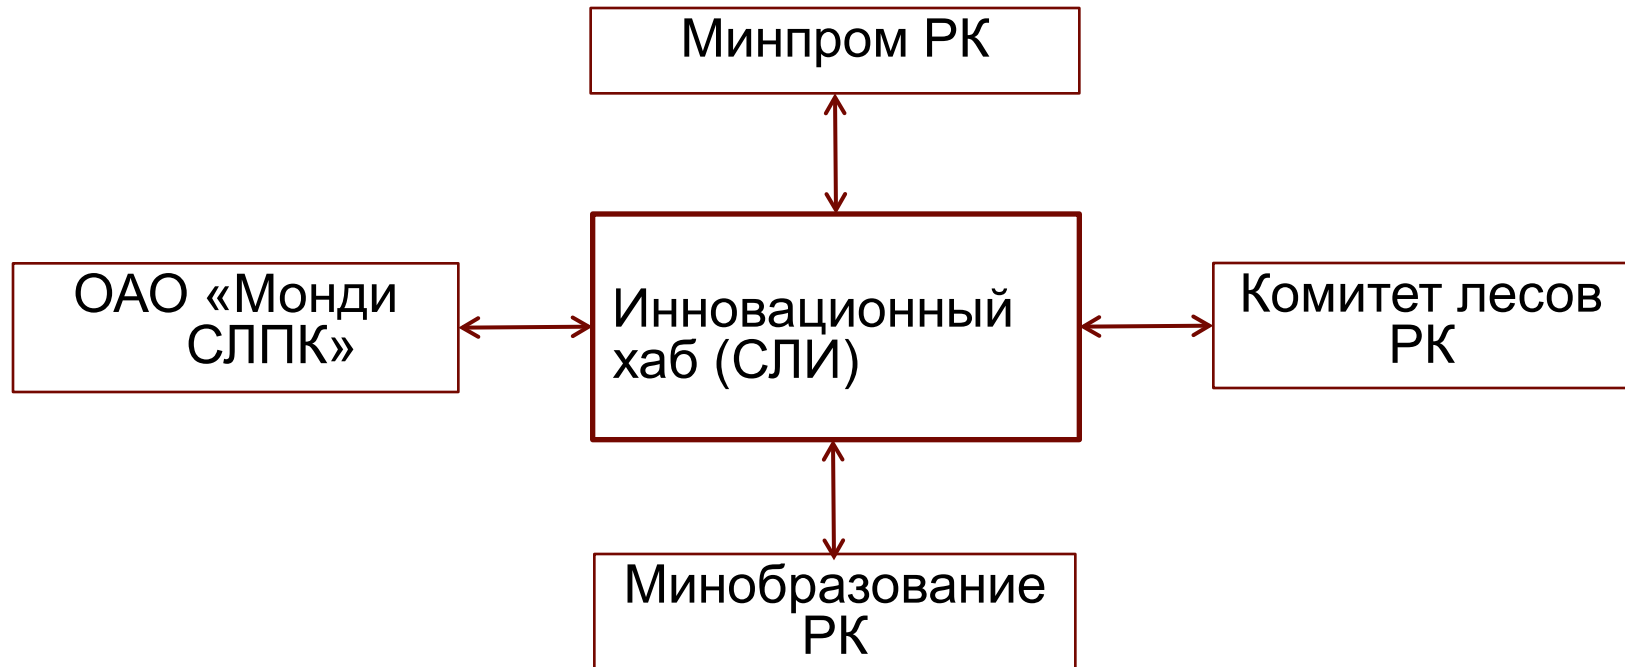 Минпром РК
ОАО «Монди
СЛПК»
Инновационный
хаб (СЛИ)
Комитет лесов
РК
Минобразование
РК